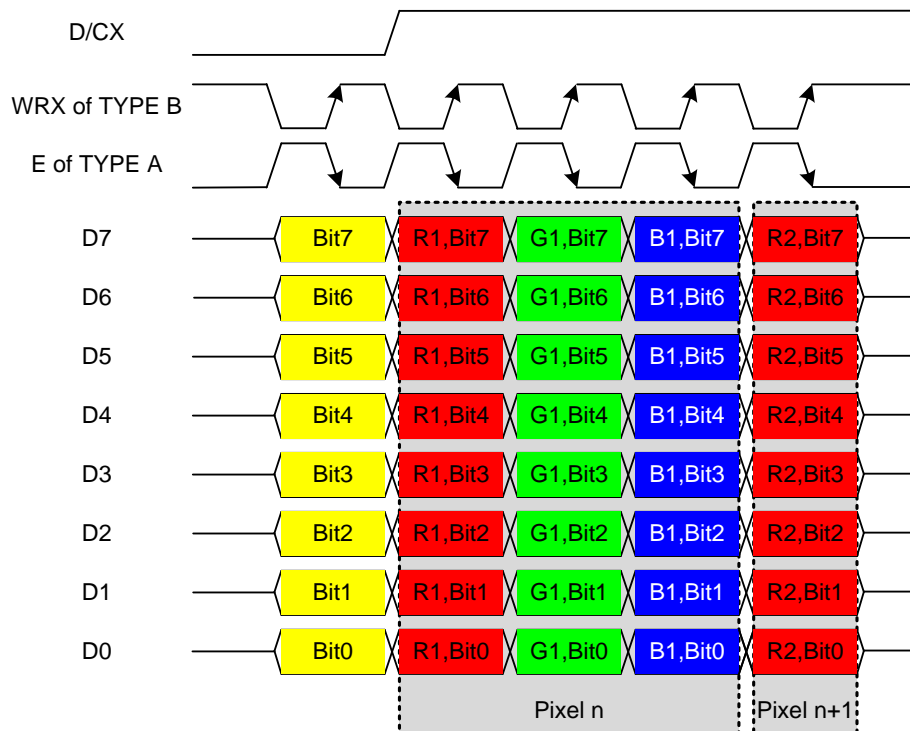 D/CX
WRX of TYPE B
E of TYPE A
D7 Bit7 R1,Bit7 G1,Bit7 B1,Bit7 R2,Bit7
D6 Bit6 R1,Bit6 G1,Bit6 B1,Bit6 R2,Bit6
D5 Bit5 R1,Bit5 G1,Bit5 B1,Bit5 R2,Bit5
D4 Bit4 R1,Bit4 G1,Bit4 B1,Bit4 R2,Bit4
D3 Bit3 R1,Bit3 G1,Bit3 B1,Bit3 R2,Bit3
D2 Bit2 R1,Bit2 G1,Bit2 B1,Bit2 R2,Bit2
D1 Bit1 R1,Bit1 G1,Bit1 B1,Bit1 R2,Bit1
D0 Bit0 R1,Bit0 G1,Bit0 B1,Bit0 R2,Bit0
Pixel n Pixel n+1